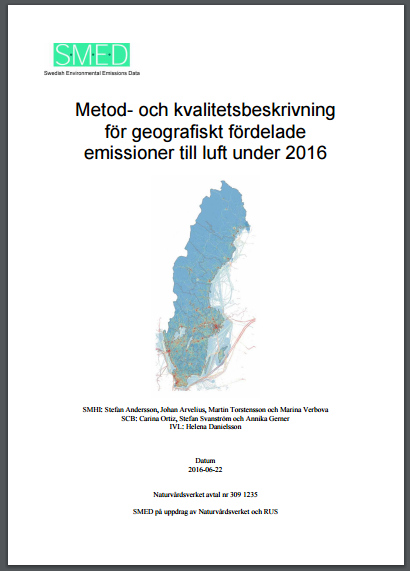 S·M·E·D
Swedish Environmental Emissions Data
Metod- och kvalitetsbeskrivning
för geografiskt fördelade
emissioner till luft under 2016
SMHI: Stefan Andersson, Johan Arvelius, Martin Torstensson och Marina Verbova
SCB: Carina Ortiz, Stefan Svanström och Annika Gerner
IVL: Helena Danielsson
Datum
2016-06-22
Naturvårdsverket avtal nr 309 1235
SMED på uppdrag av Naturvårdsverket och RUS